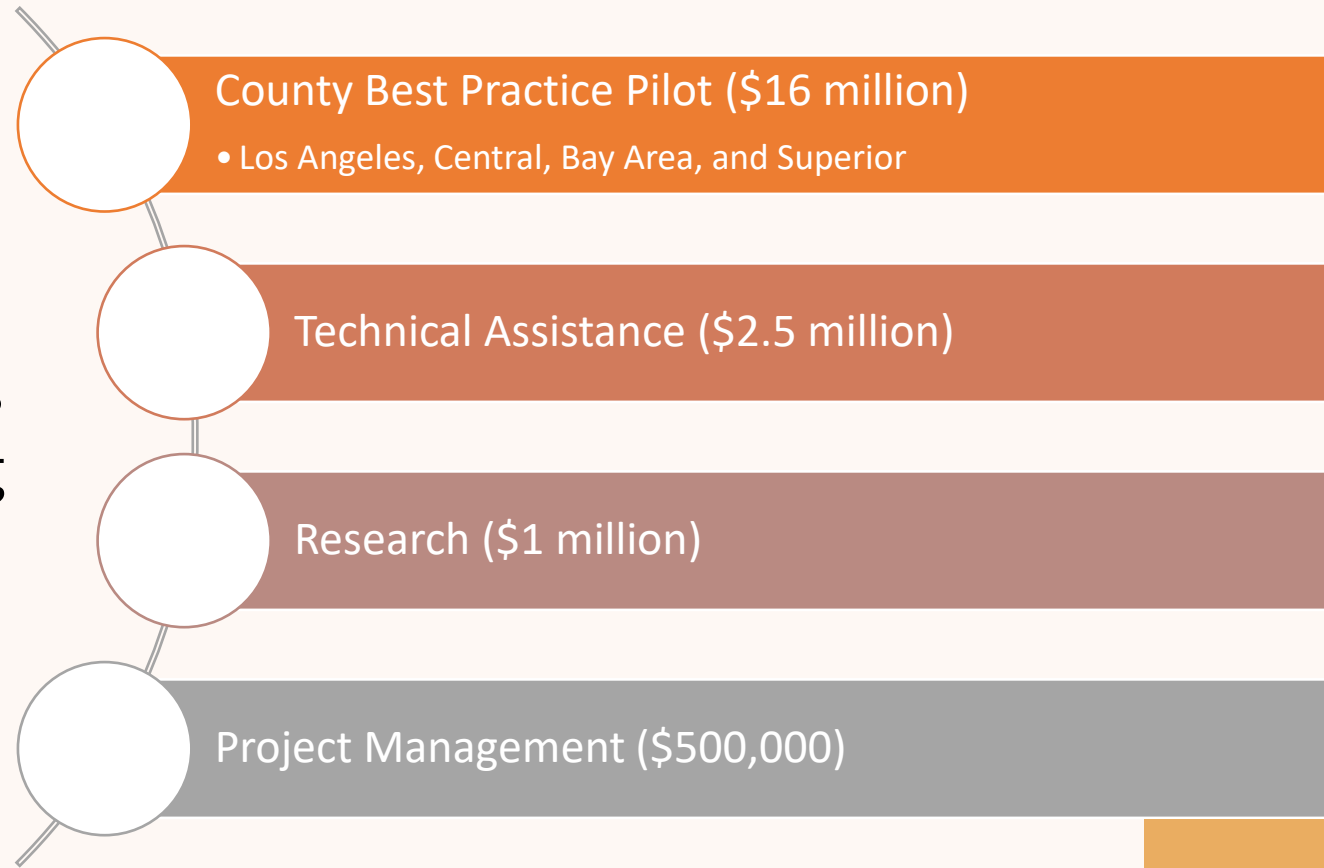 County Best Practice Pilot ($16 million)
• Los Angeles, Central, Bay Area, and Superior
Technical Assistance ($2.5 million)
Research ($1 million)
Project Management ($500,000)